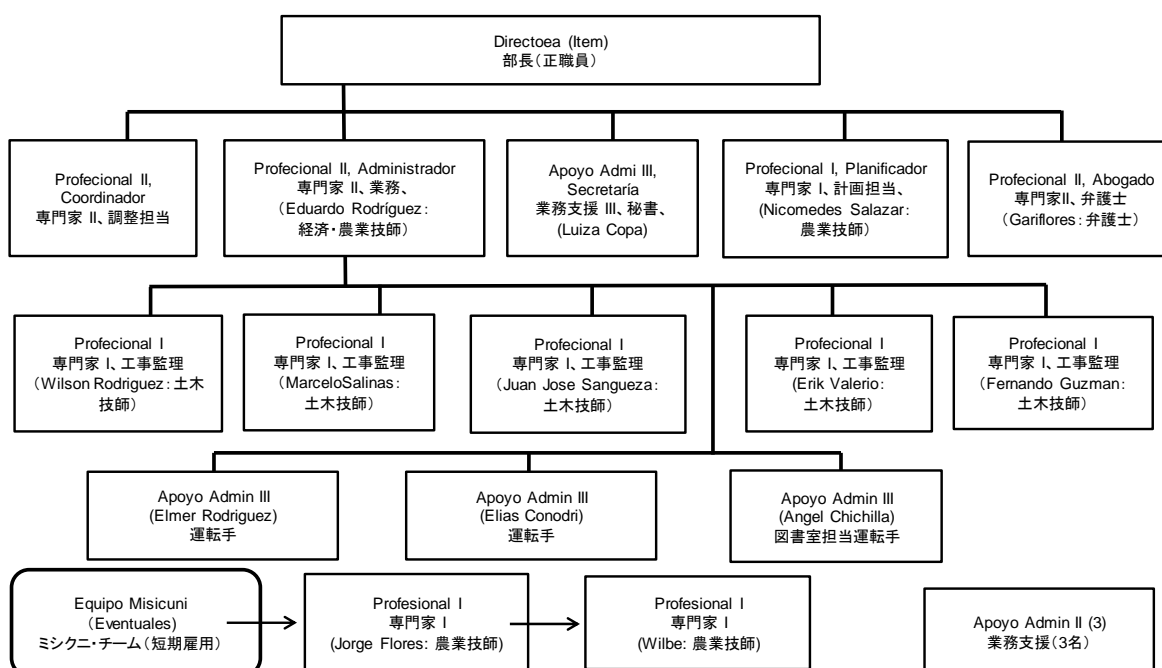 Directoea (Item)
部長（正職員）
Profecional II,
Coordinador
専門家 II、調整担当
Profecional II, Administrador
専門家 II、業務、
（Eduardo Rodríguez：
経済・農業技師）
Apoyo Admi III,
Secretaría
業務支援 III、秘書、
(Luiza Copa)
Profecional I, Planificador
専門家 I、計画担当、
(Nicomedes Salazar：
農業技師）
Profecional II, Abogado
専門家II、弁護士
（Gariflores：弁護士）
Profecional I
専門家 I、工事監理
（Wilson Rodriguez：土木
技師）
Profecional I
専門家 I、工事監理
（MarceloSalinas：
土木技師）
Profecional I
専門家 I、工事監理
（Juan Jose Sangueza：
土木技師）
Profecional I
専門家 I、工事監理
(Erik Valerio：
土木技師）
Profecional I
専門家 I、工事監理
（Fernando Guzman：
土木技師）
Apoyo Admin III
(Elmer Rodriguez)
運転手
Apoyo Admin III
(Elias Conodri)
運転手
Apoyo Admin III
(Angel Chichilla)
図書室担当運転手
Equipo Misicuni
（Eventuales)
ミシクニ・チーム（短期雇用）
Profesional I
専門家 I
(Jorge Flores: 農業技師）
Profesional I
専門家 I
(Wilbe: 農業技師）
Apoyo Admin II (3)
業務支援（3名）